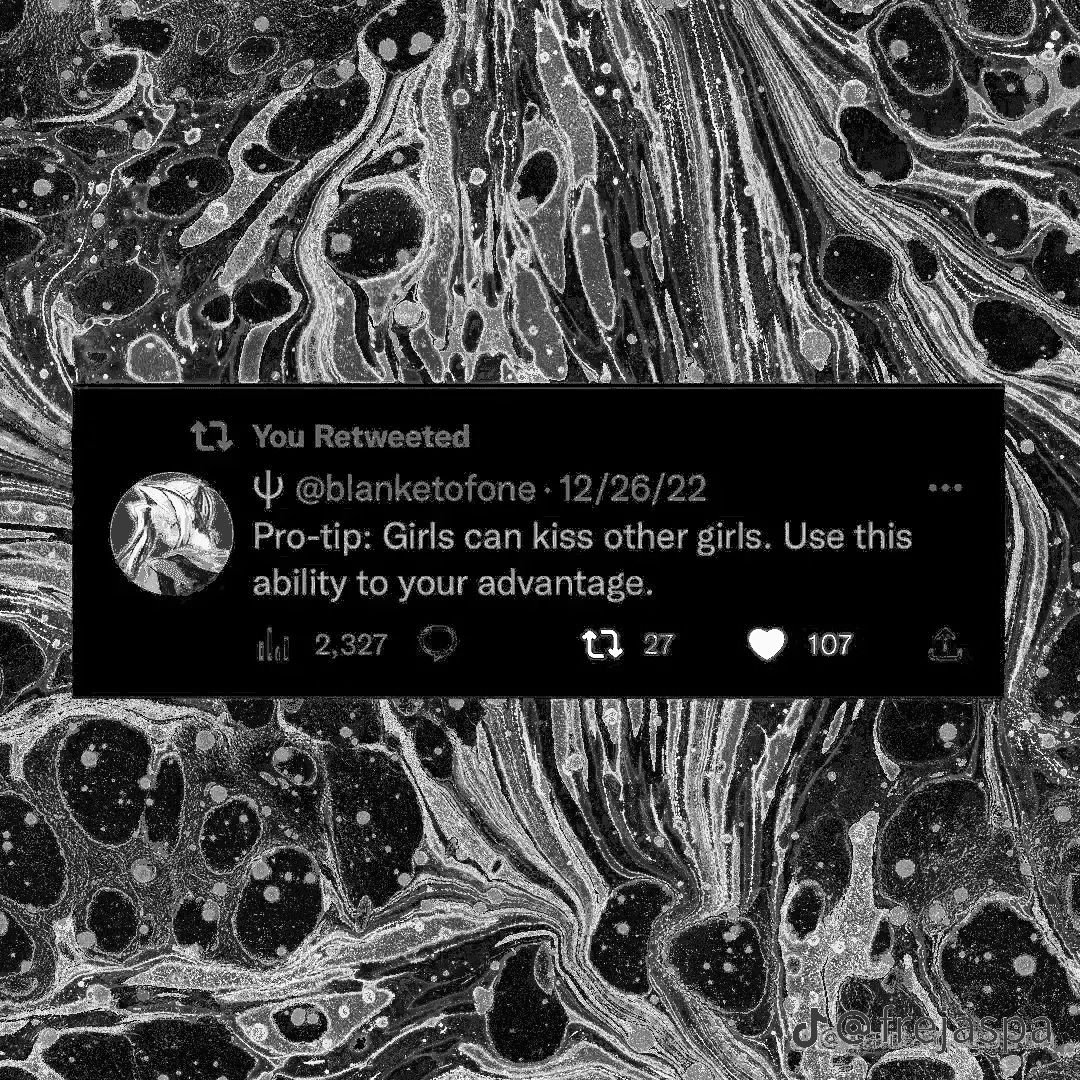 You Retweeted
ψ @blanketofone · 12/26/22
Pro-tip: Girls can kiss other girls. Use this
ability to your advantage.
2,327 27 107
@frejaspa